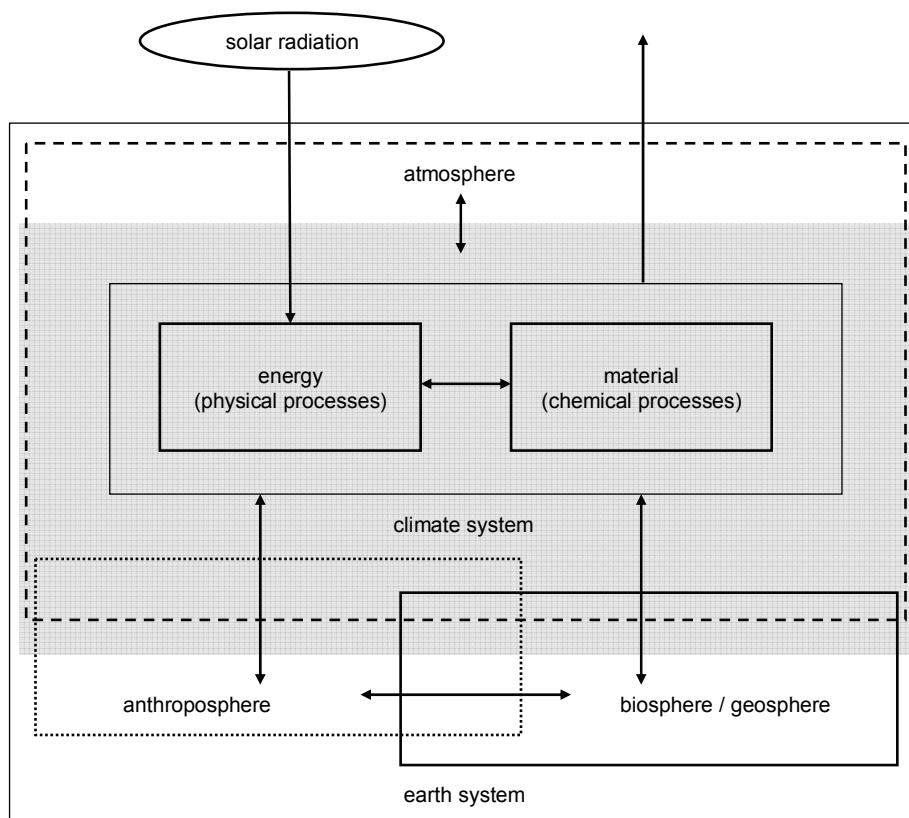 solar radiation
atmosphere
energy
(physical processes)
material
(chemical processes)
climate system
anthroposphere
biosphere / geosphere
earth system